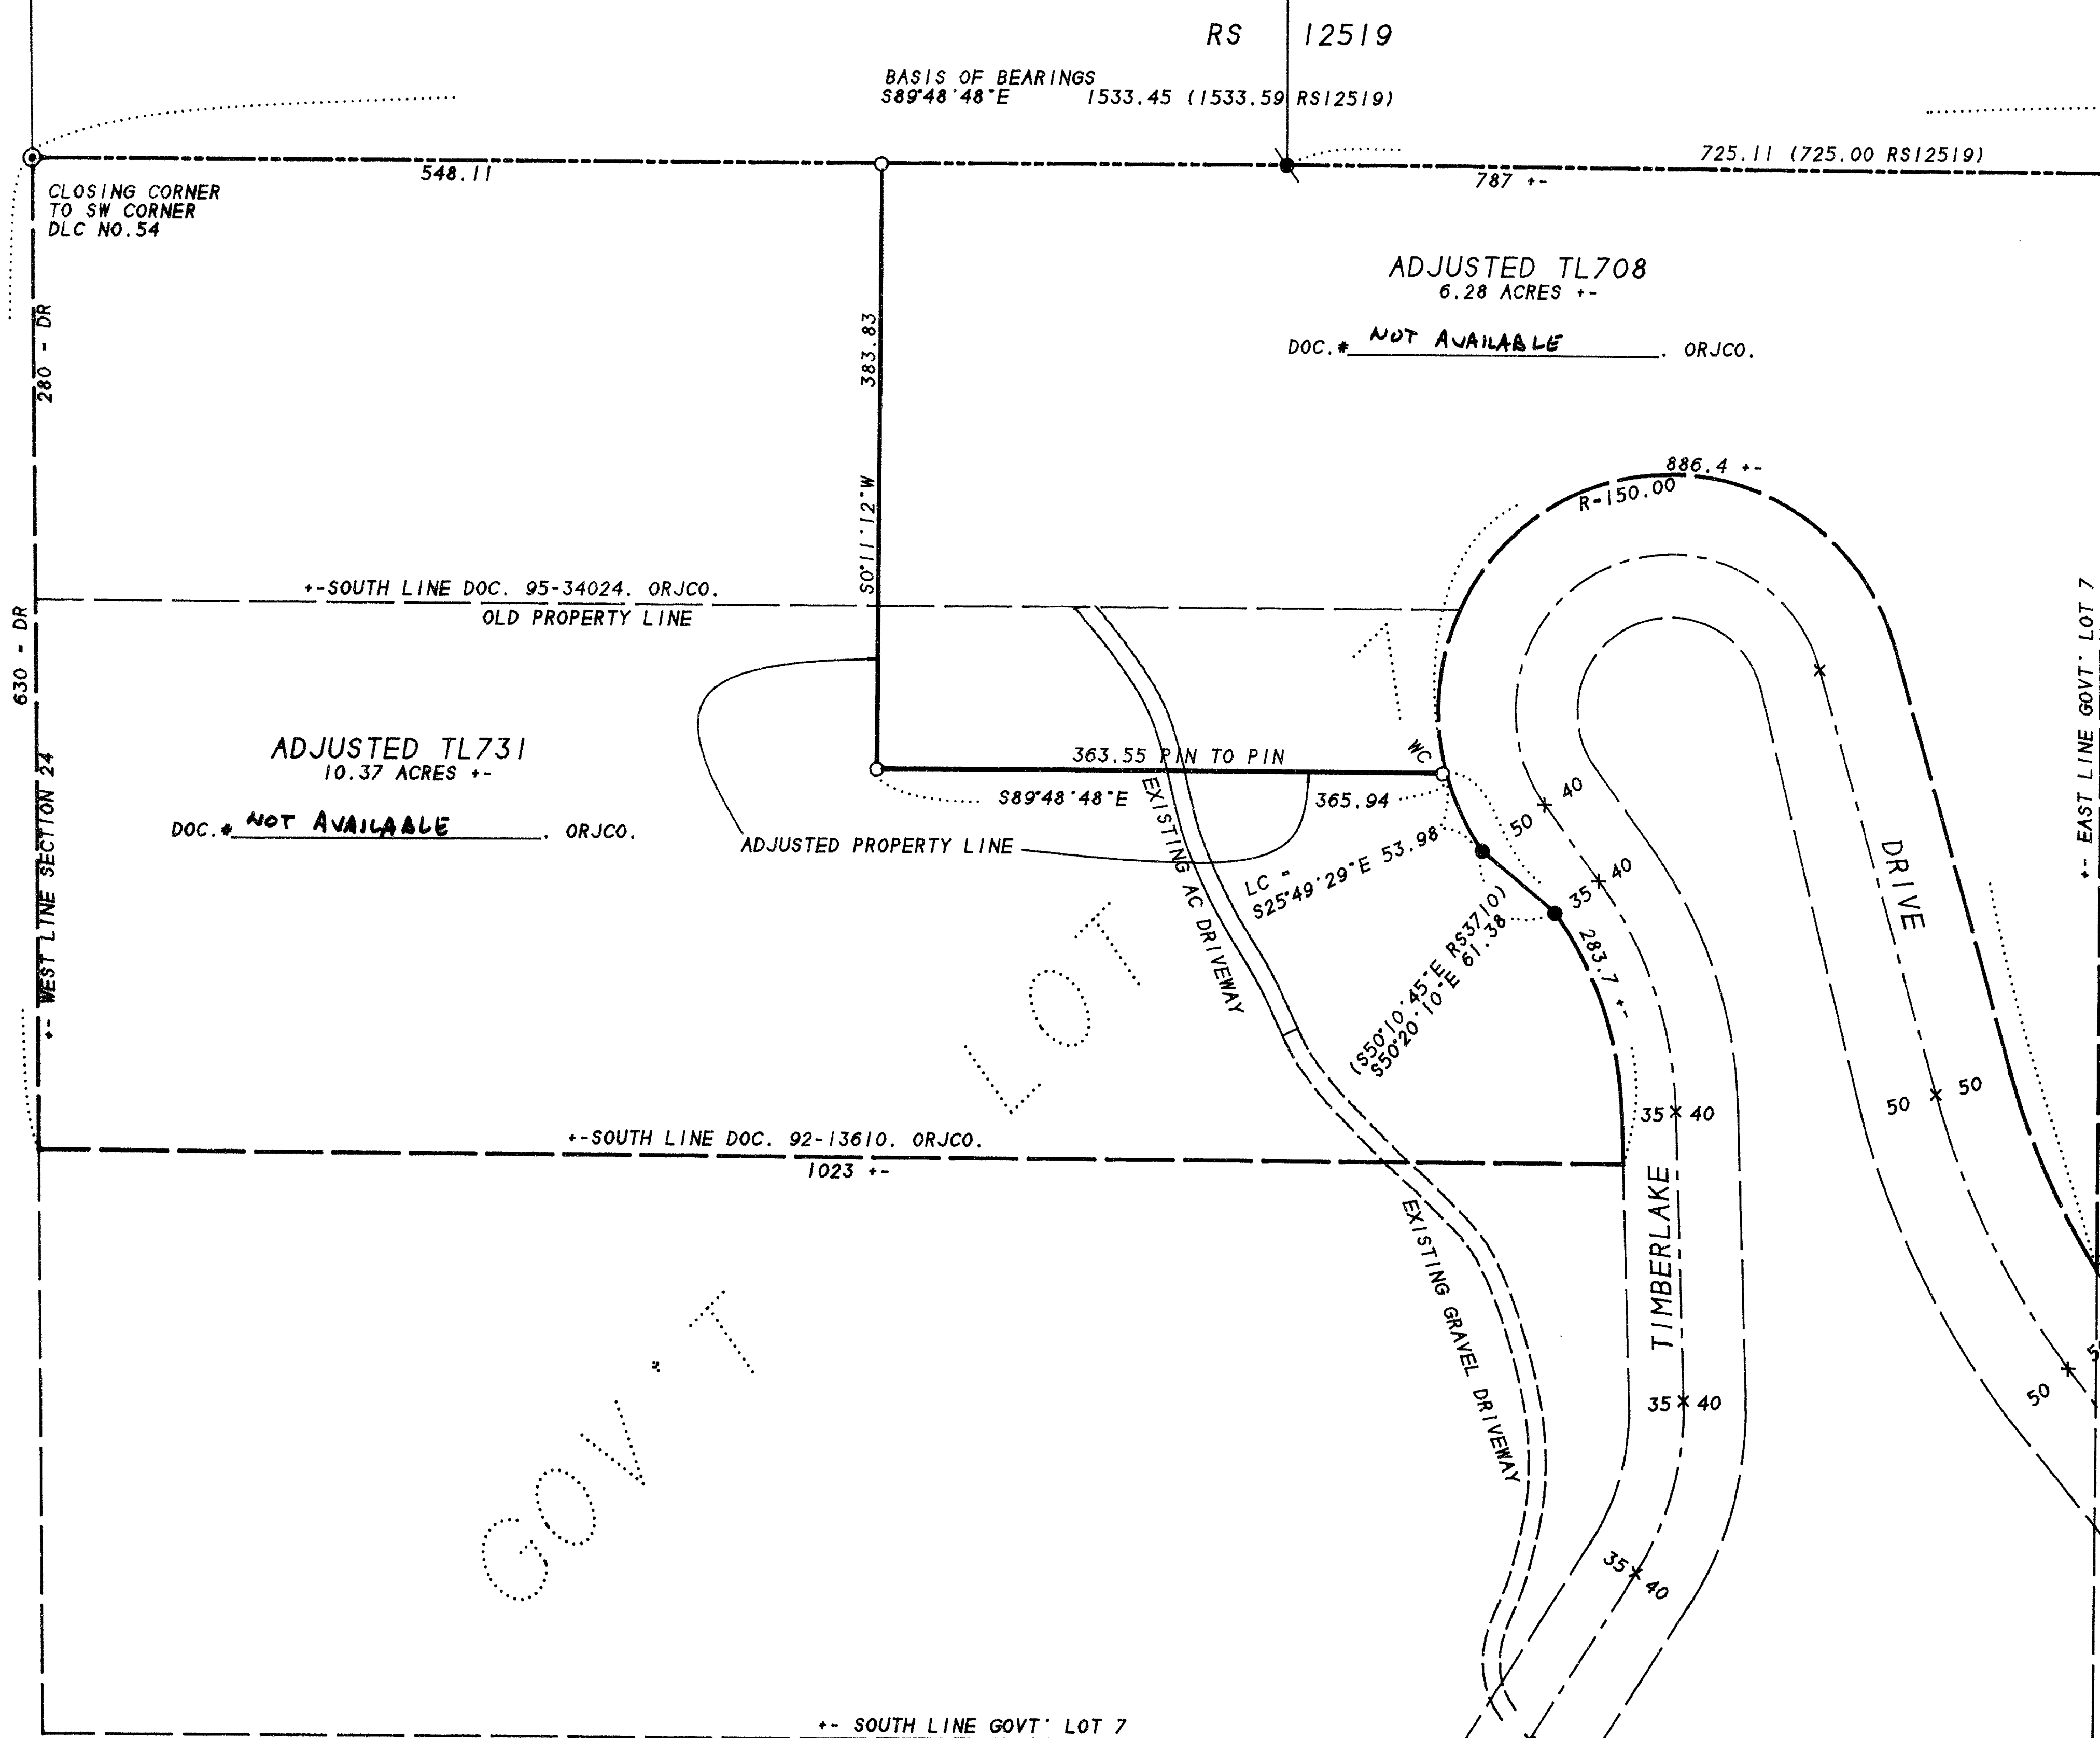 RS 12519
BASIS OF BEARINGS
S89°48'48"E 1533.45 (1533.59 RS12519)
725.11 (725.00 RS12519)
548.11
787 +-
CLOSING CORNER
TO SW CORNER
DLC NO.54
280 - DR
383.83
S0°11'12"W
ADJUSTED TL708
6.28 ACRES +-
DOC.# NOT AVAILABLE . ORJCO.
886.4 +-
R-150.00
+-SOUTH LINE DOC. 95-34024. ORJCO.
OLD PROPERTY LINE
630 - DR
+- WEST LINE SECTION 24
+- EAST LINE GOVT' LOT 7
ADJUSTED TL731
10.37 ACRES +-
DOC.# NOT AVAILABLE . ORJCO.
363.55 PIN TO PIN
WC
S89°48'48"E
365.94
ADJUSTED PROPERTY LINE
EXISTING AC DRIVEWAY
LC =
S25°49'29"E 53.98
(S50°10'45"E RS3710)
S50°20'10"E 61.38
283.7 +-
50 40
35 40
DRIVE
50 50
35 40
+-SOUTH LINE DOC. 92-13610. ORJCO.
1023 +-
GOV'T LOT 7
EXISTING GRAVEL DRIVEWAY
TIMBERLAKE
35 40
50
35 40
+- SOUTH LINE GOVT' LOT 7